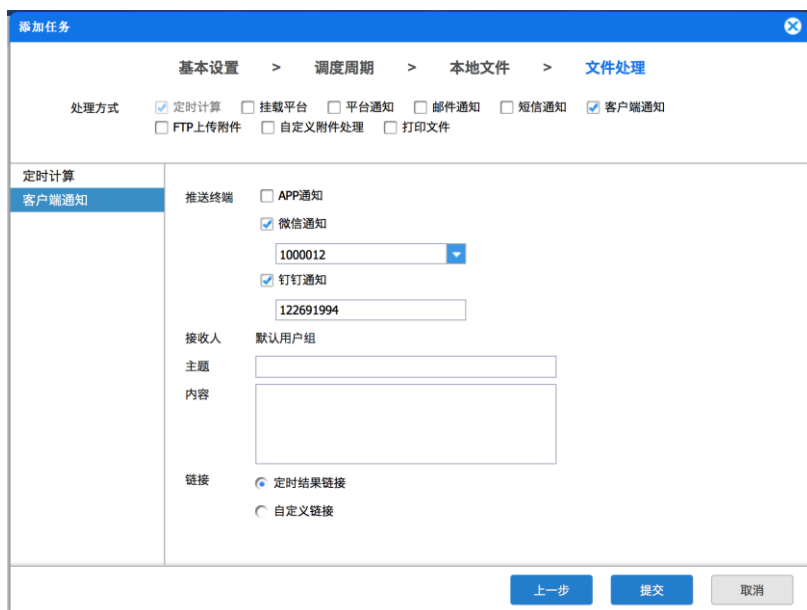 添加任务
基本设置 > 调度周期 > 本地文件 > 文件处理
处理方式 定时计算 挂载平台 平台通知 邮件通知 短信通知 客户端通知
FTP上传附件 自定义附件处理 打印文件
定时计算
客户端通知
推送终端 APP通知
微信通知
1000012
钉钉通知
122691994
接收人 默认用户组
主题
内容
链接 定时结果链接
自定义链接
上一步 提交 取消